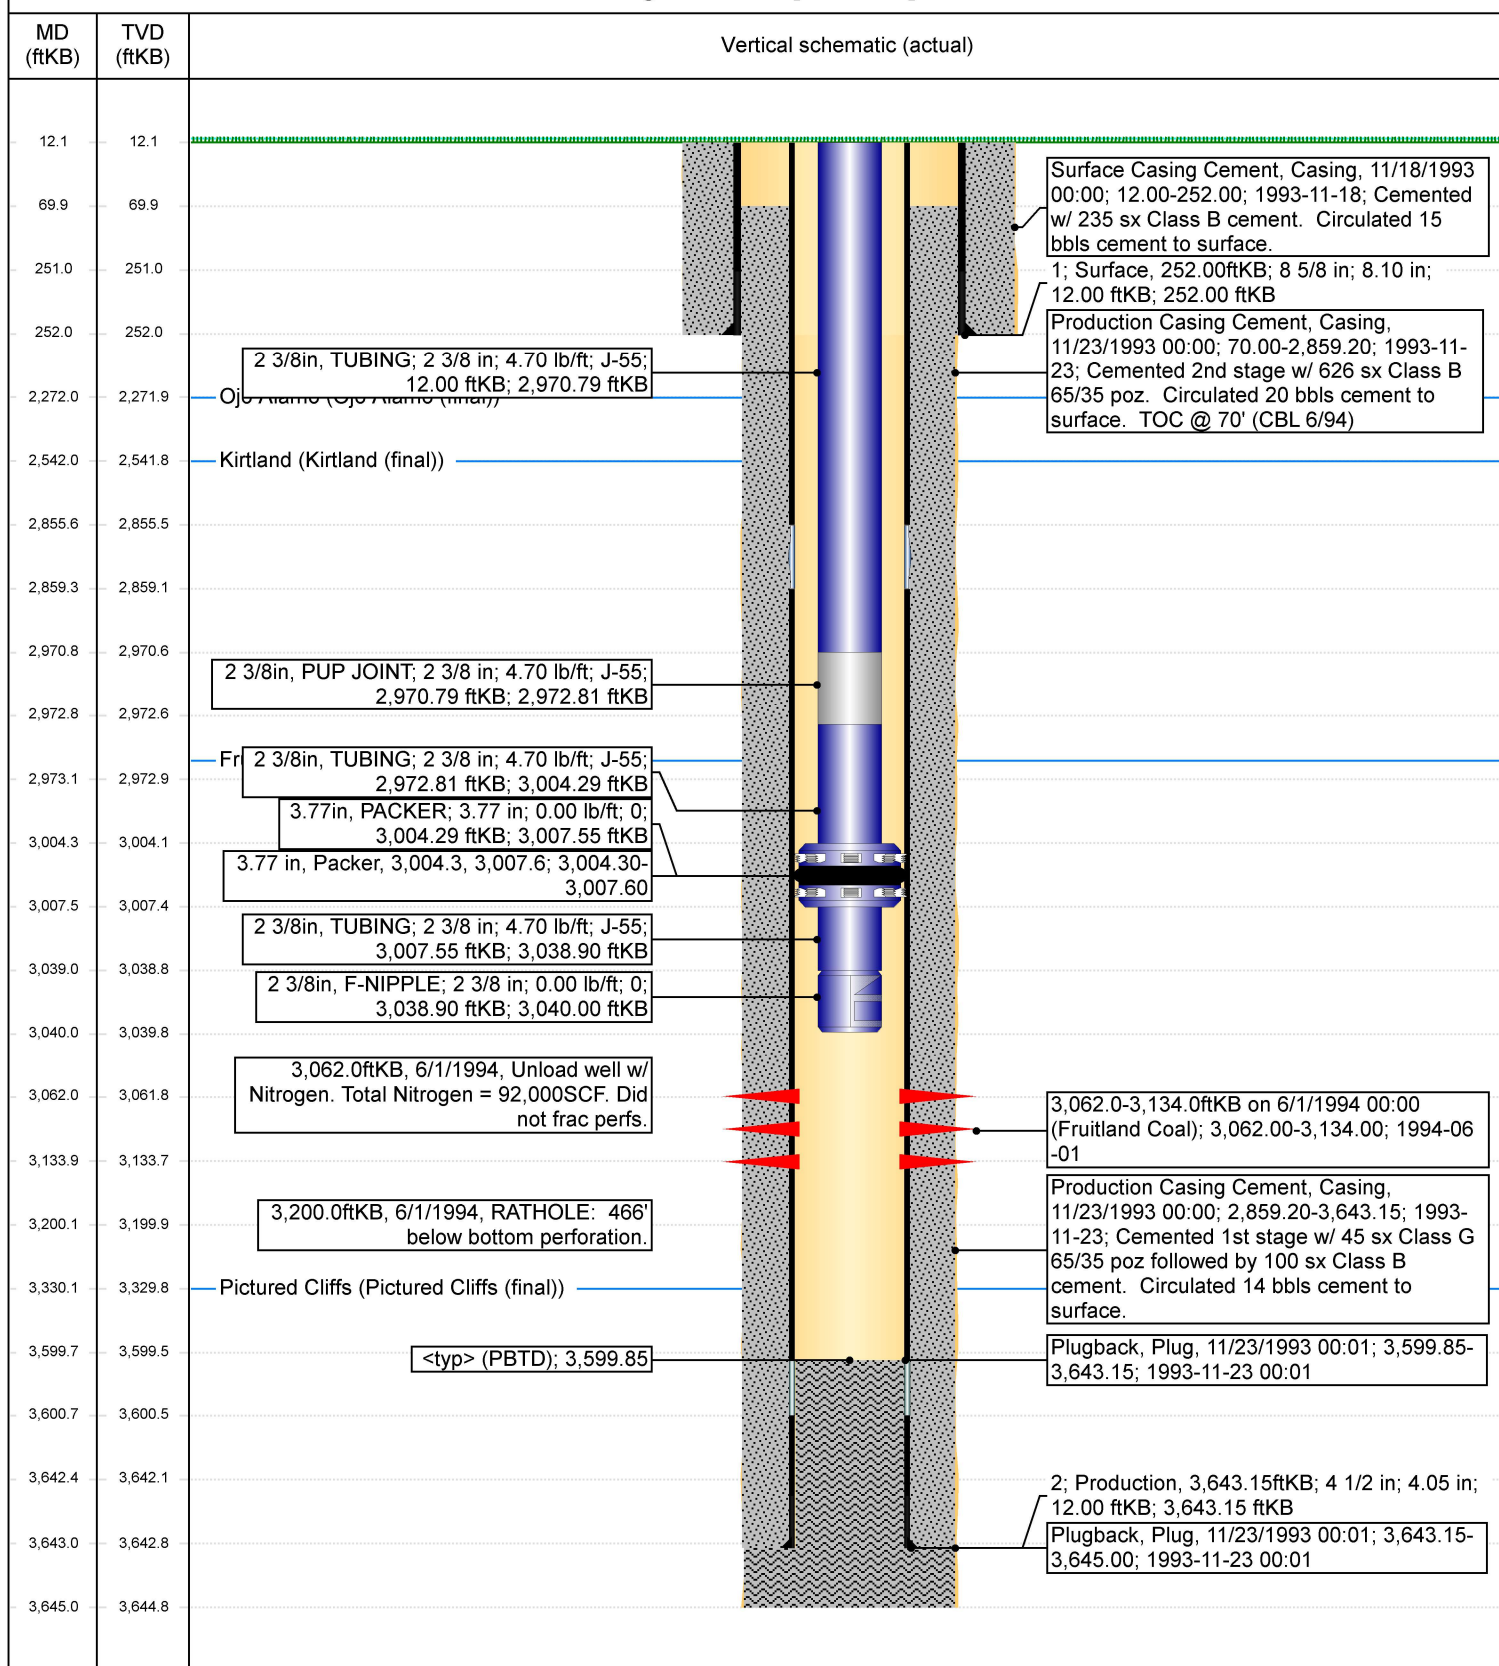 MD
(ftKB)
TVD
(ftKB)
Vertical schematic (actual)
12.1 12.1
69.9 69.9
251.0 251.0
252.0 252.0
2,272.0 2,271.9
2,542.0 2,541.8
2,855.6 2,855.5
2,859.3 2,859.1
2,970.8 2,970.6
2,972.8 2,972.6
2,973.1 2,972.9
3,004.3 3,004.1
3,007.5 3,007.4
3,039.0 3,038.8
3,040.0 3,039.8
3,062.0 3,061.8
3,133.9 3,133.7
3,200.1 3,199.9
3,330.1 3,329.8
3,599.7 3,599.5
3,600.7 3,600.5
3,642.4 3,642.1
3,643.0 3,642.8
3,645.0 3,644.8
2 3/8in, TUBING; 2 3/8 in; 4.70 lb/ft; J-55;
12.00 ftKB; 2,970.79 ftKB
Ojo Alamo (Ojo Alamo (final))
Kirtland (Kirtland (final))
2 3/8in, PUP JOINT; 2 3/8 in; 4.70 lb/ft; J-55;
2,970.79 ftKB; 2,972.81 ftKB
2 3/8in, TUBING; 2 3/8 in; 4.70 lb/ft; J-55;
2,972.81 ftKB; 3,004.29 ftKB
3.77in, PACKER; 3.77 in; 0.00 lb/ft; 0;
3,004.29 ftKB; 3,007.55 ftKB
3.77 in, Packer, 3,004.3, 3,007.6; 3,004.30-
3,007.60
2 3/8in, TUBING; 2 3/8 in; 4.70 lb/ft; J-55;
3,007.55 ftKB; 3,038.90 ftKB
2 3/8in, F-NIPPLE; 2 3/8 in; 0.00 lb/ft; 0;
3,038.90 ftKB; 3,040.00 ftKB
3,062.0ftKB, 6/1/1994, Unload well w/
Nitrogen. Total Nitrogen = 92,000SCF. Did
not frac perfs.
3,200.0ftKB, 6/1/1994, RATHOLE:  466'
below bottom perforation.
Pictured Cliffs (Pictured Cliffs (final))
<typ> (PBTD); 3,599.85
Surface Casing Cement, Casing, 11/18/1993
00:00; 12.00-252.00; 1993-11-18; Cemented
w/ 235 sx Class B cement.  Circulated 15
bbls cement to surface.
1; Surface, 252.00ftKB; 8 5/8 in; 8.10 in;
12.00 ftKB; 252.00 ftKB
Production Casing Cement, Casing,
11/23/1993 00:00; 70.00-2,859.20; 1993-11-
23; Cemented 2nd stage w/ 626 sx Class B
65/35 poz.  Circulated 20 bbls cement to
surface.  TOC @ 70' (CBL 6/94)
3,062.0-3,134.0ftKB on 6/1/1994 00:00
(Fruitland Coal); 3,062.00-3,134.00; 1994-06
-01
Production Casing Cement, Casing,
11/23/1993 00:00; 2,859.20-3,643.15; 1993-
11-23; Cemented 1st stage w/ 45 sx Class G
65/35 poz followed by 100 sx Class B
cement.  Circulated 14 bbls cement to
surface.
Plugback, Plug, 11/23/1993 00:01; 3,599.85-
3,643.15; 1993-11-23 00:01
2; Production, 3,643.15ftKB; 4 1/2 in; 4.05 in;
12.00 ftKB; 3,643.15 ftKB
Plugback, Plug, 11/23/1993 00:01; 3,643.15-
3,645.00; 1993-11-23 00:01